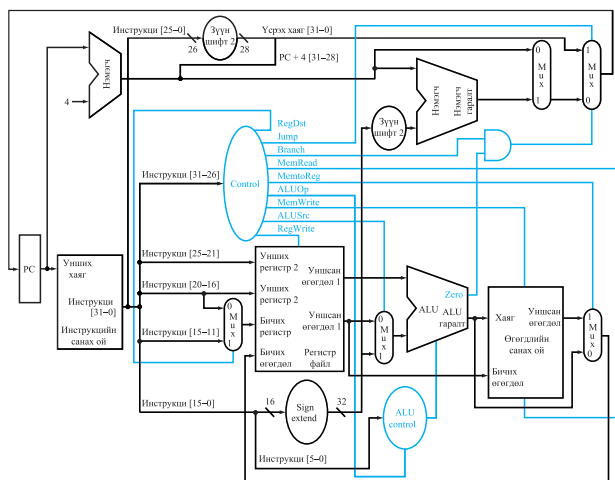 Инструкци [25–0]
Үсрэх хаяг [31–0]
26
Зүүн
шифт 2
28
PC + 4 [31–28]
Нэмэгч
4
0
Mux
1
1
Mux
0
Нэмэгч
Нэмэгч
гаралт
Зүүн
шифт 2
RegDst
Jump
Branch
MemRead
MemtoReg
ALUOp
MemWrite
ALUSrc
RegWrite
Control
Инструкци [31–26]
Инструкци [25–21]
Инструкци [20–16]
Инструкци [15–11]
Инструкци [15–0]
Инструкци [5–0]
PC
Унших
хаяг
Инструкци
[31–0]
Инструкцийн
санах ой
0
Mux
1
Унших
регистр 2
Унших
регистр 2
Бичих
регистр
Бичих
өгөгдөл
Уншсан
өгөгдөл 1
Уншсан
өгөгдөл 1
Регистр
файл
0
Mux
1
Zero
ALU
ALU
гаралт
Хаяг
Уншсан
өгөгдөл
Өгөгдлийн
санах ой
Бичих
өгөгдөл
1
Mux
0
16
Sign
extend
32
ALU
control